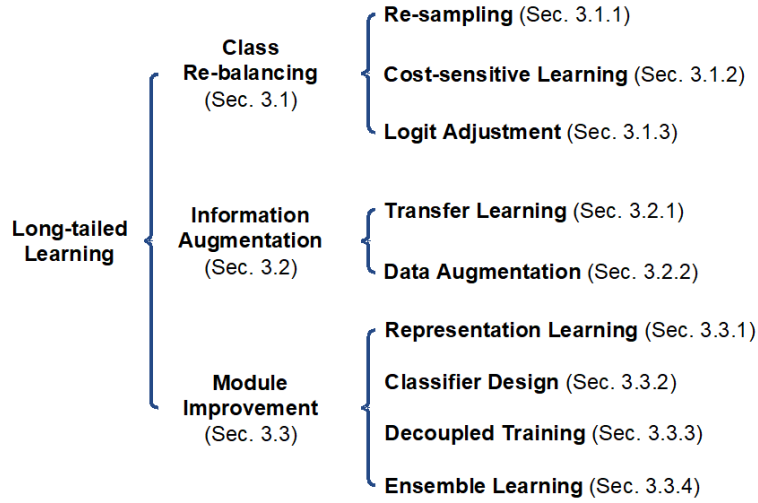 Long-tailed
Learning
Class
Re-balancing
(Sec. 3.1)
Re-sampling (Sec. 3.1.1)
Cost-sensitive Learning (Sec. 3.1.2)
Logit Adjustment (Sec. 3.1.3)
Information
Augmentation
(Sec. 3.2)
Transfer Learning (Sec. 3.2.1)
Data Augmentation (Sec. 3.2.2)
Module
Improvement
(Sec. 3.3)
Representation Learning (Sec. 3.3.1)
Classifier Design (Sec. 3.3.2)
Decoupled Training (Sec. 3.3.3)
Ensemble Learning (Sec. 3.3.4)